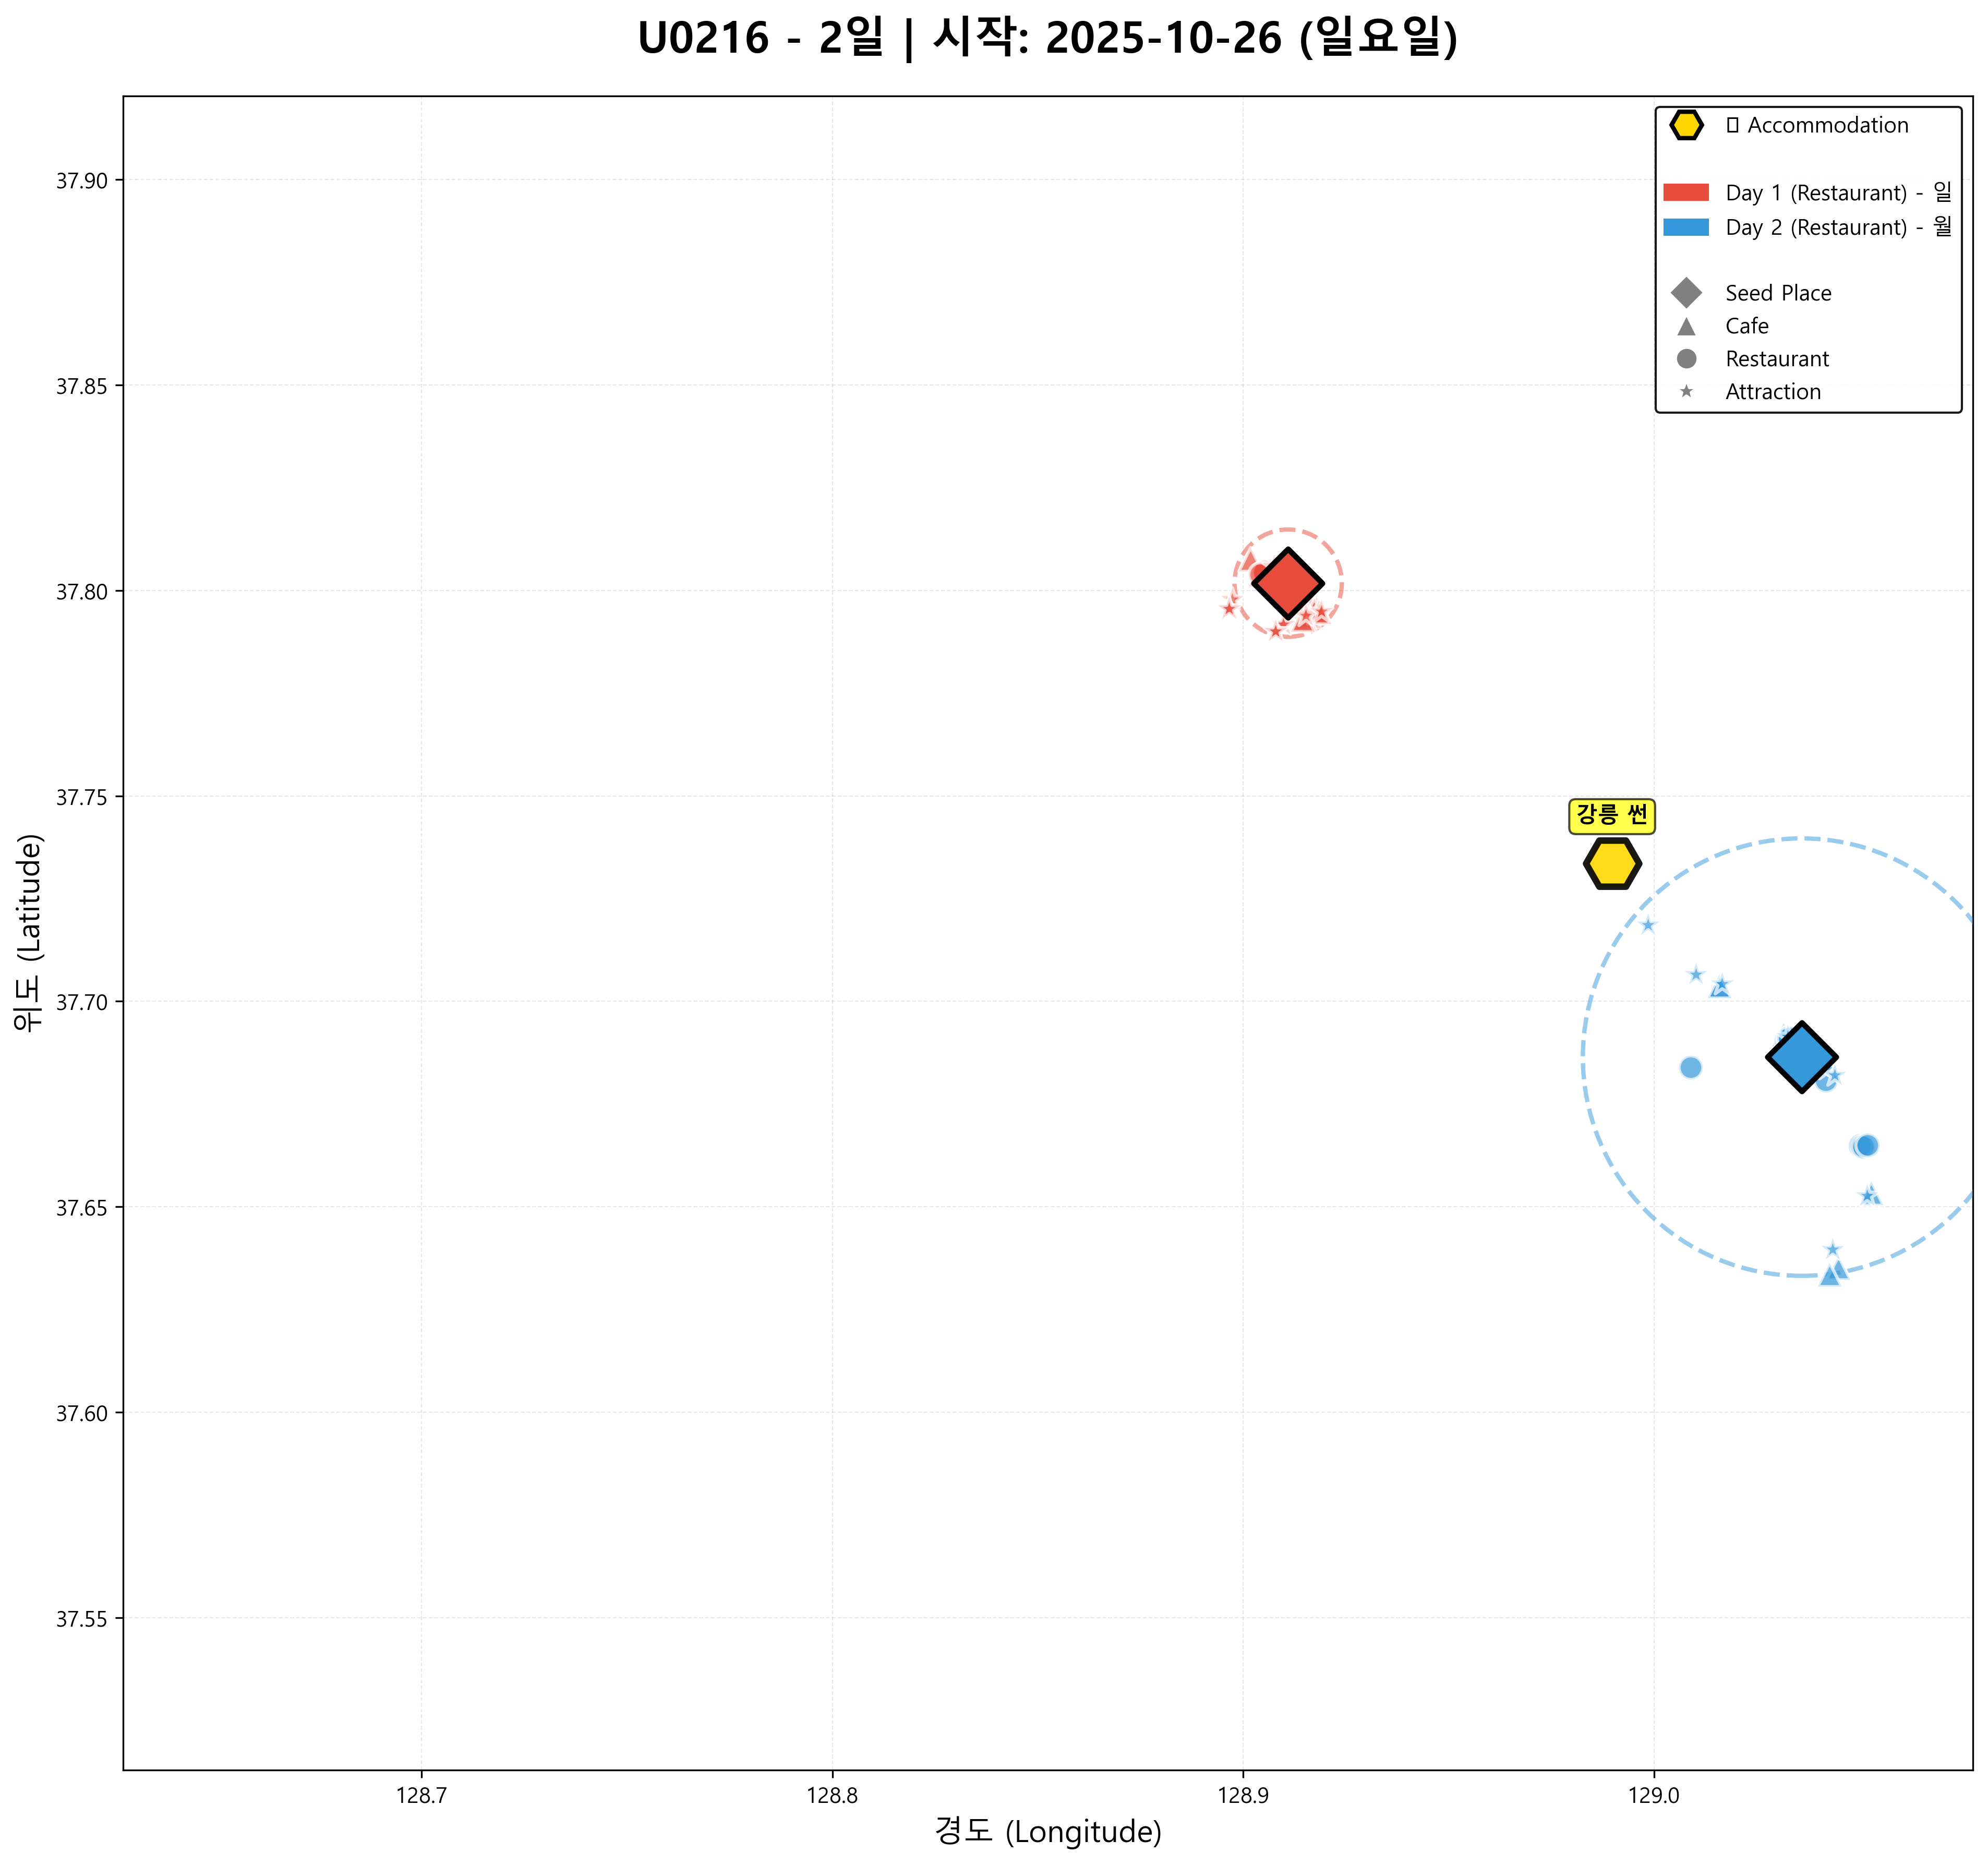 U0216 - 2일 | 시작: 2025-10-26 (일요일)
Accommodation
Day 1 (Restaurant) - 일
Day 2 (Restaurant) - 월
Seed Place
Cafe
Restaurant
Attraction
37.90
37.85
37.80
37.75
37.70
37.65
37.60
37.55
강릉 썬
위도 (Latitude)
128.7
128.8
128.9
129.0
경도 (Longitude)